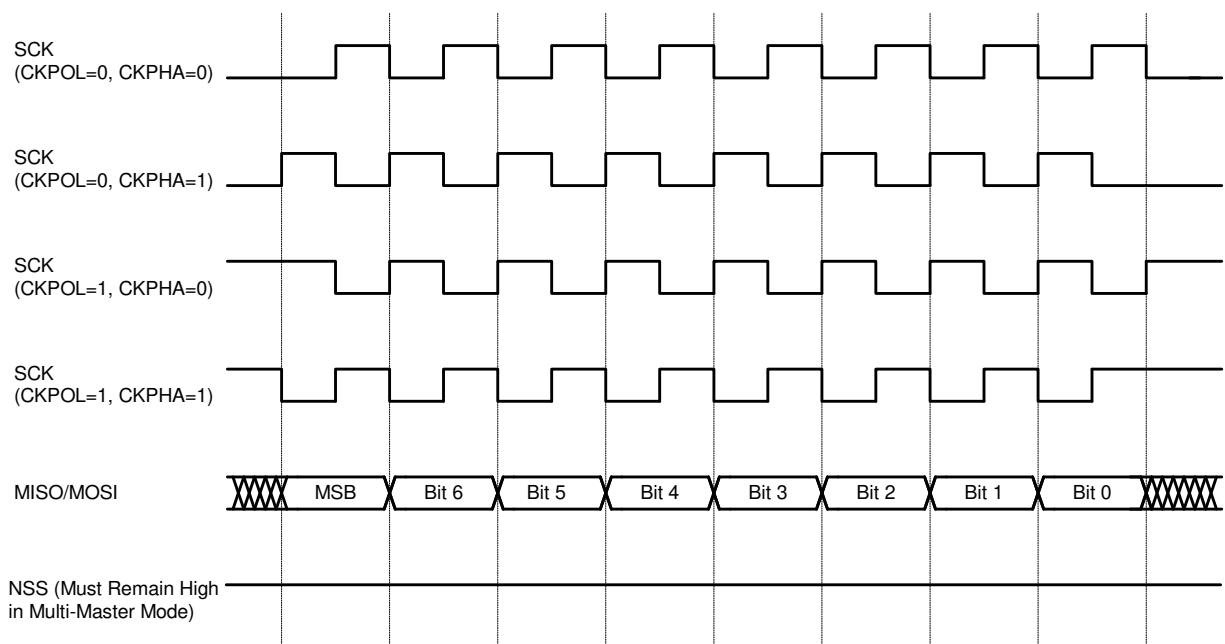 SCK
(CKPOL=0, CKPHA=0)
SCK
(CKPOL=0, CKPHA=1)
SCK
(CKPOL=1, CKPHA=0)
SCK
(CKPOL=1, CKPHA=1)
MISO/MOSI
MSB
Bit 6
Bit 5
Bit 4
Bit 3
Bit 2
Bit 1
Bit 0
NSS (Must Remain High
in Multi-Master Mode)